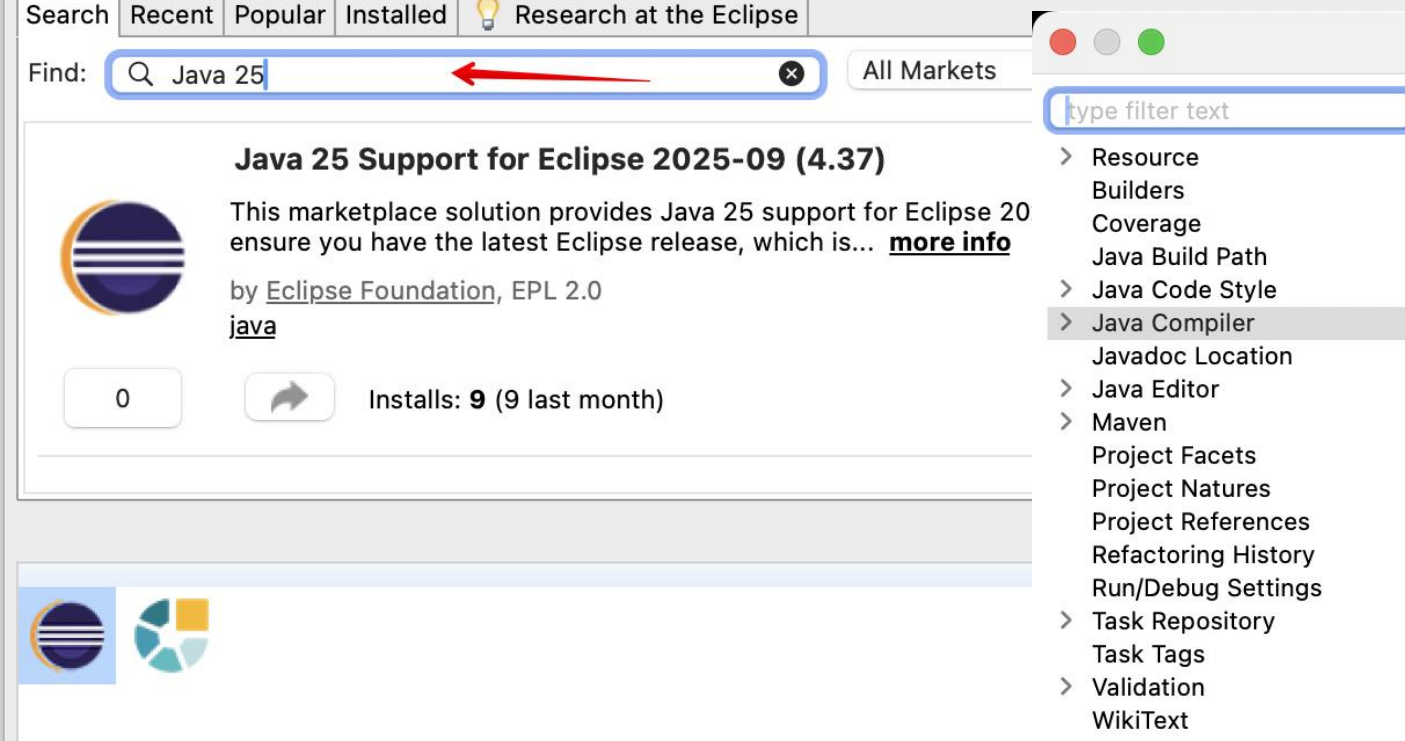 Search
Recent
Popular
Installed
Research at the Eclipse
Find:
Java 25
All Markets
Java 25 Support for Eclipse 2025-09 (4.37)
This marketplace solution provides Java 25 support for Eclipse 20
ensure you have the latest Eclipse release, which is... more info
by Eclipse Foundation, EPL 2.0
java
0
Installs: 9 (9 last month)
type filter text
Resource
Builders
Coverage
Java Build Path
Java Code Style
Java Compiler
Javadoc Location
Java Editor
Maven
Project Facets
Project Natures
Project References
Refactoring History
Run/Debug Settings
Task Repository
Task Tags
Validation
WikiText